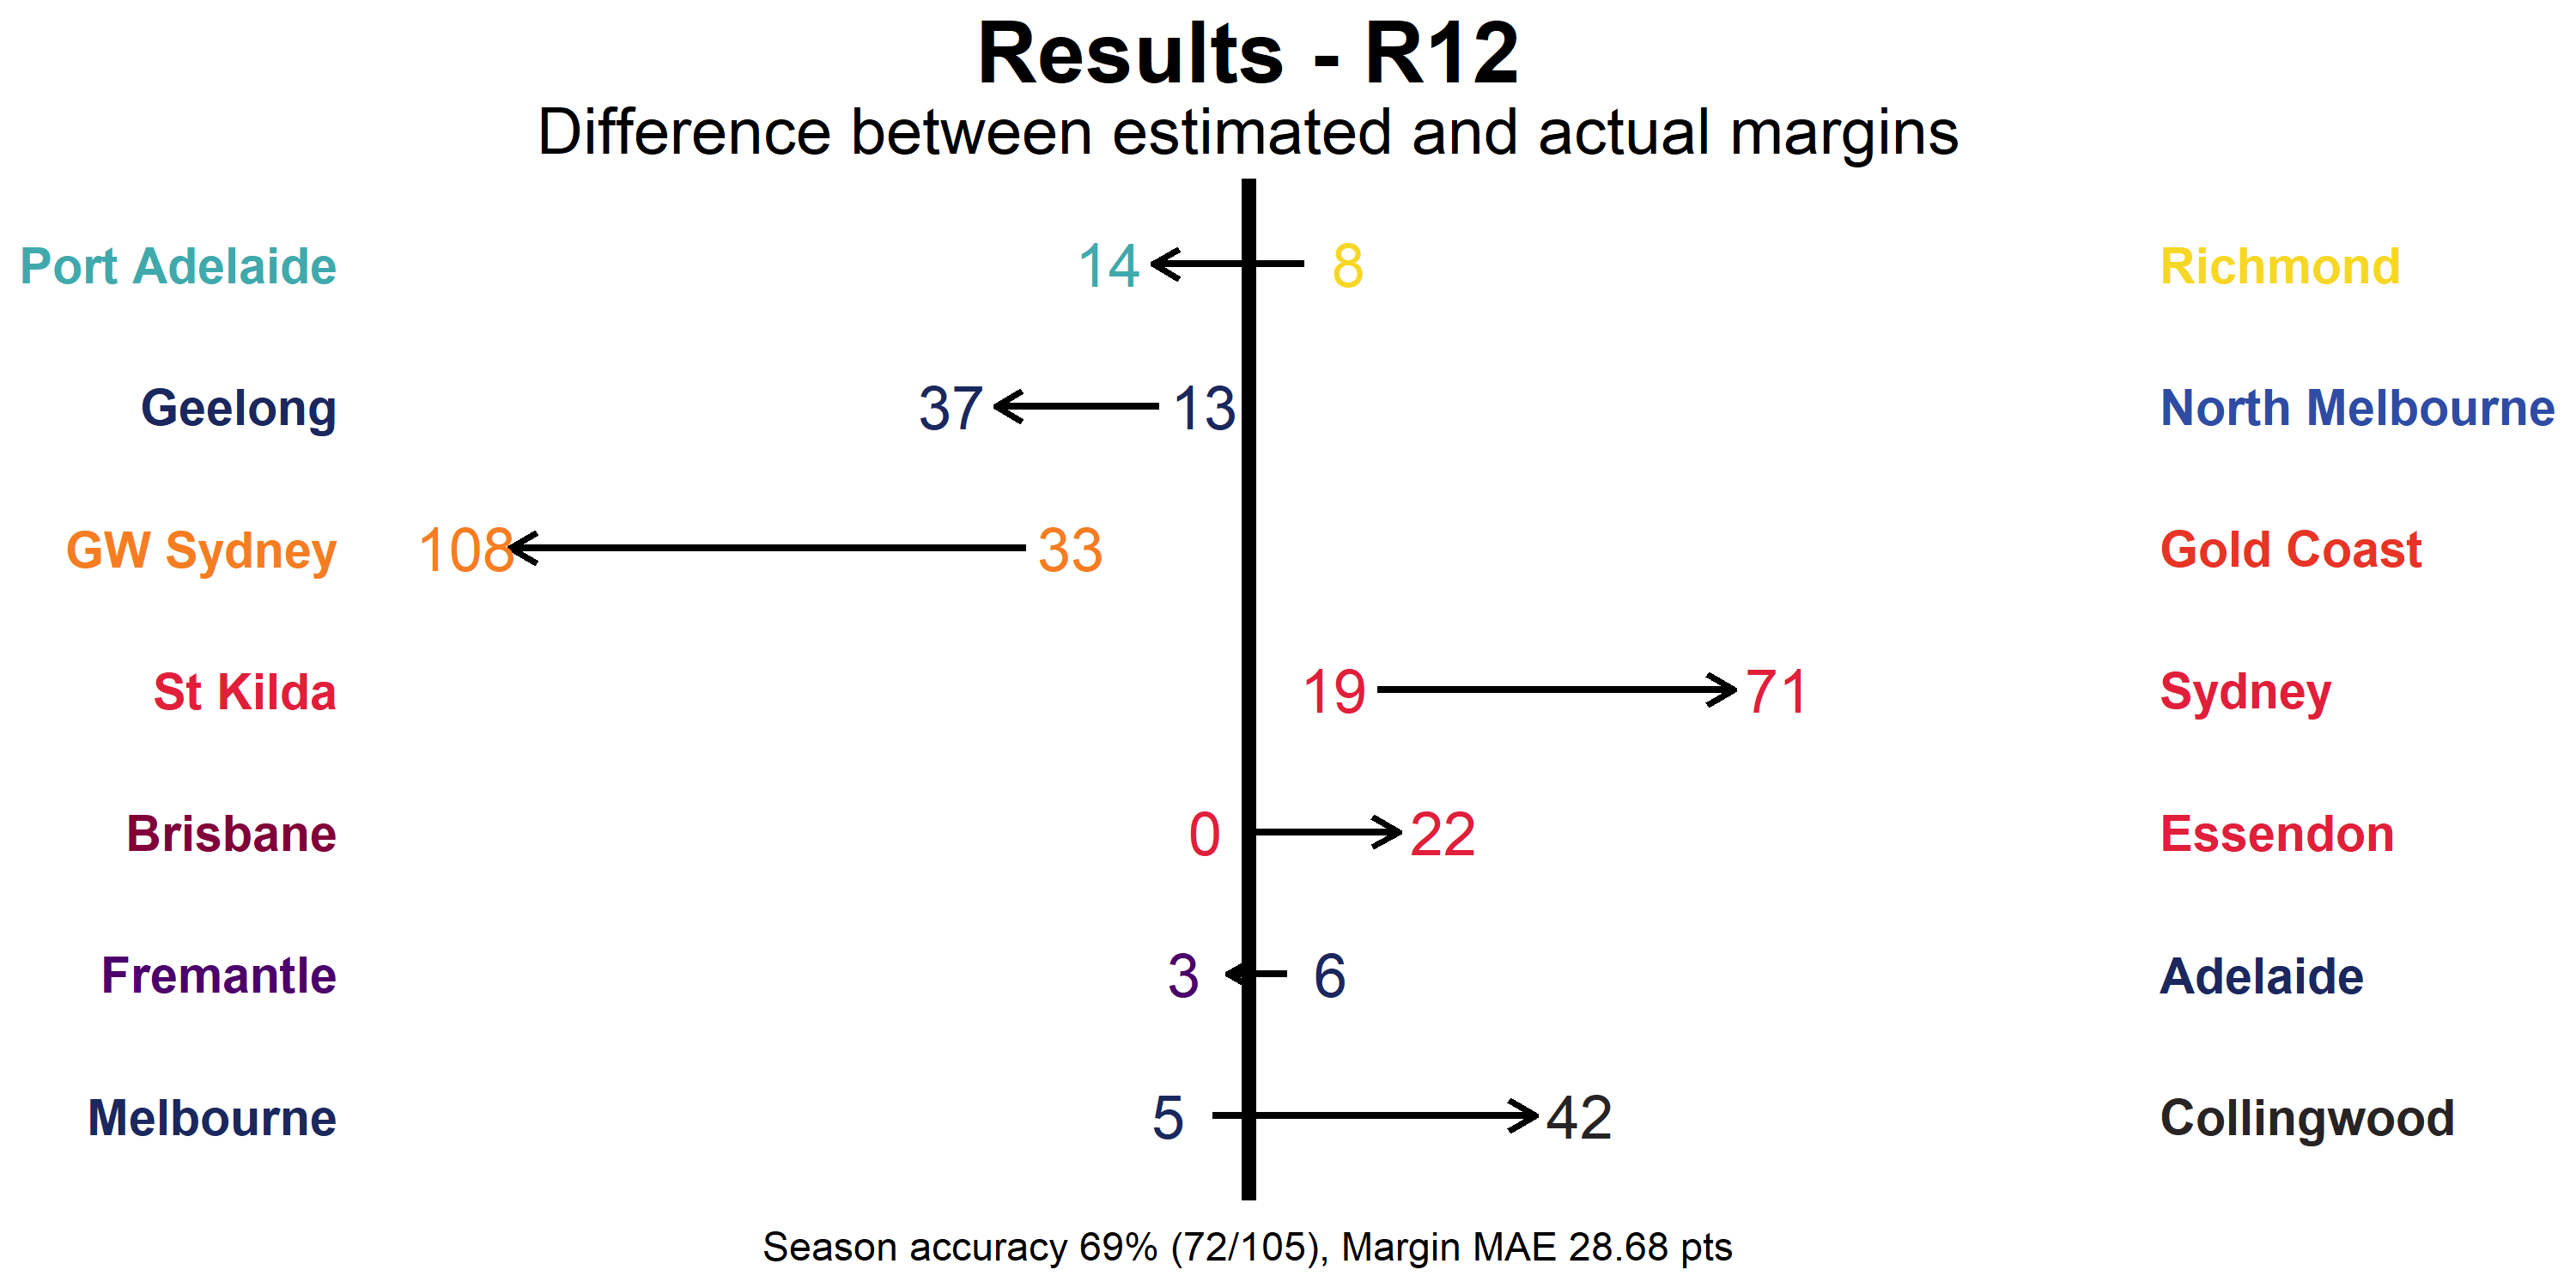 Results - R12
Difference between estimated and actual margins
Port Adelaide 14 8 Richmond
Geelong 37 13 North Melbourne
GW Sydney 108 33 Gold Coast
St Kilda 19 71 Sydney
Brisbane 0 22 Essendon
Fremantle 3 6 Adelaide
Melbourne 5 42 Collingwood
Season accuracy 69% (72/105), Margin MAE 28.68 pts